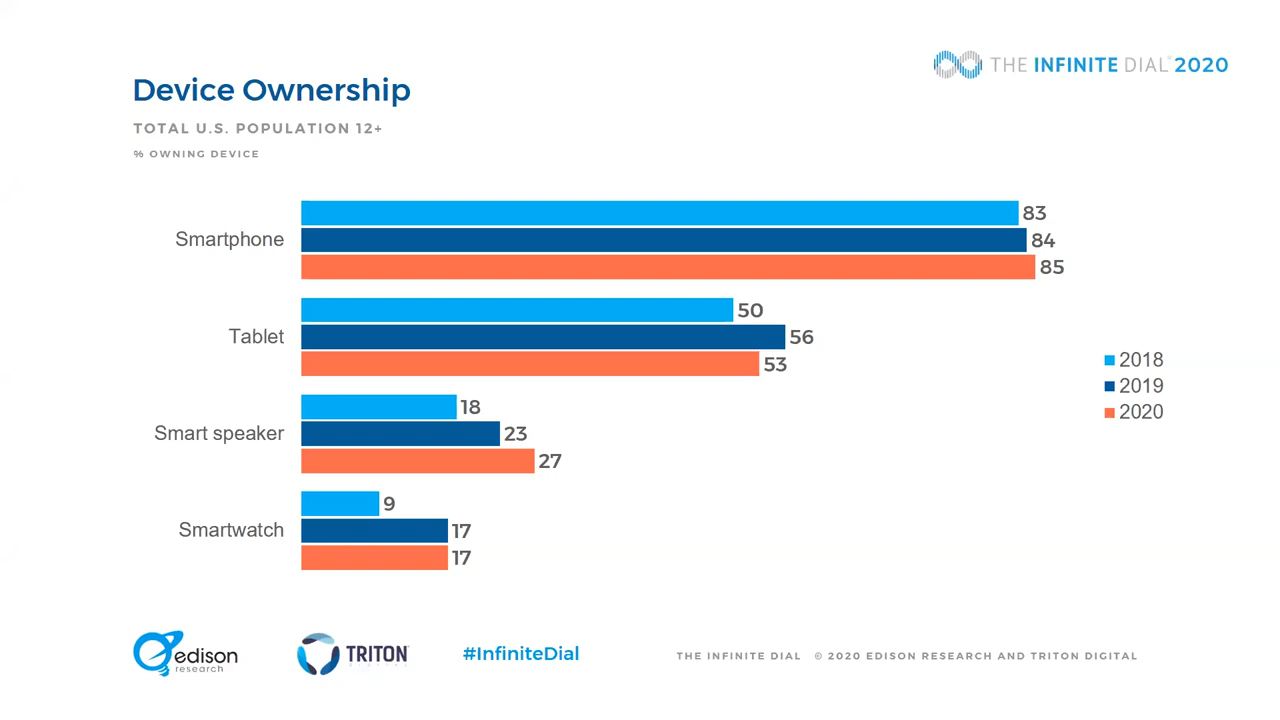 THE INFINITE DIAL® 2020
Device Ownership
TOTAL U.S. POPULATION 12+
% OWNING DEVICE
Smartphone
83
84
85
Tablet
50
56
53
Smart speaker
18
23
27
Smartwatch
9
17
17
2018
2019
2020
edison
research
TRITON
#InfiniteDial
THE INFINITE DIAL © 2020 EDISON RESEARCH AND TRITON DIGITAL